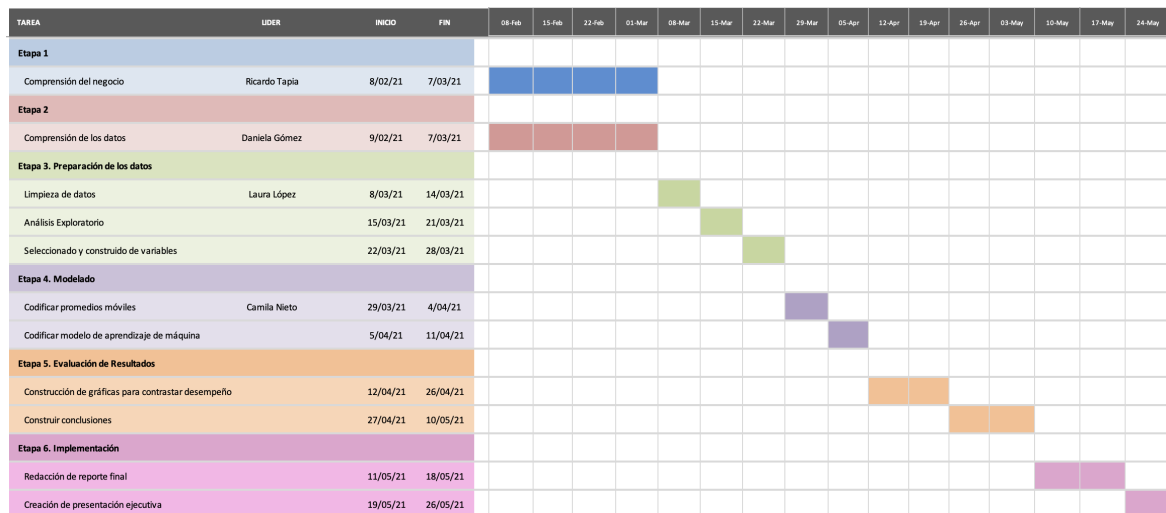 TAREA LIDER INICIO FIN 08-Feb 15-Feb 22-Feb 01-Mar 08-Mar 15-Mar 22-Mar 29-Mar 05-Apr 12-Apr 19-Apr 26-Apr 03-May 10-May 17-May 24-May
Etapa 1
Comprensión del negocio Ricardo Tapia 8/02/21 7/03/21
Etapa 2
Comprensión de los datos Daniela Gómez 9/02/21 7/03/21
Etapa 3. Preparación de los datos
Limpieza de datos Laura López 8/03/21 14/03/21
Análisis Exploratorio 15/03/21 21/03/21
Seleccionado y construido de variables 22/03/21 28/03/21
Etapa 4. Modelado
Codificar promedios móviles Camila Nieto 29/03/21 4/04/21
Codificar modelo de aprendizaje de máquina 5/04/21 11/04/21
Etapa 5. Evaluación de Resultados
Construcción de gráficas para contrastar desempeño 12/04/21 26/04/21
Construir conclusiones 27/04/21 10/05/21
Etapa 6. Implementación
Redacción de reporte final 11/05/21 18/05/21
Creación de presentación ejecutiva 19/05/21 26/05/21